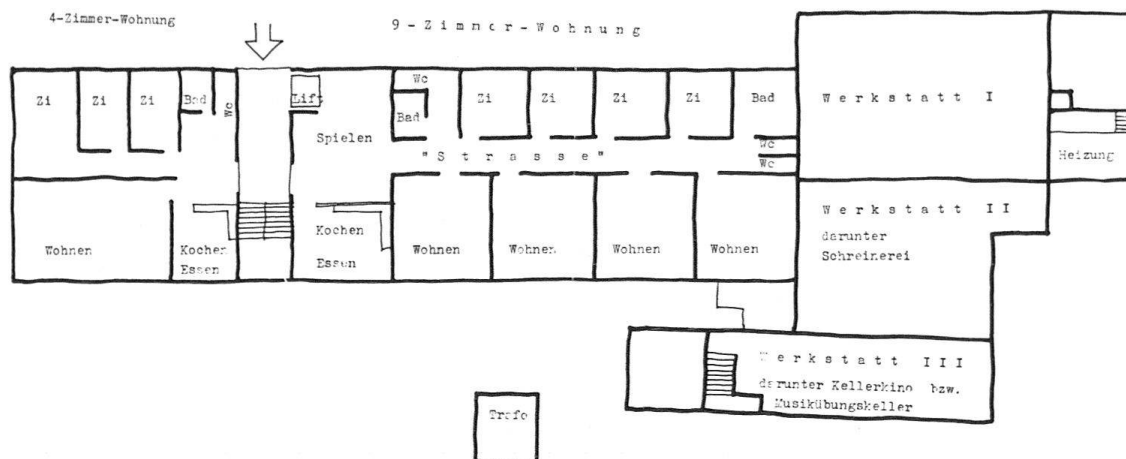 4-Zimmer-Wohnung
9-Zimmer-Wohnung
Zi
Zi
Zi
Bad
Wc
Lift
Spielen
Wc
Bad
Zi
Zi
Zi
Zi
Bad
Wc
Wc
"Strasse"
Werkstatt I
Heizung
Wohnen
Kochen
Essen
Kochen
Essen
Wohnen
Wohnen
Wohnen
Wohnen
Werkstatt II
darunter
Schreinerei
Werkstatt III
darunter Kellerkino bzw.
Musikübungskeller
Trafo